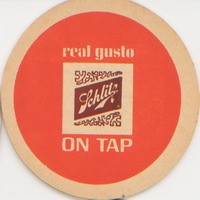 real gusto
Schlitz
ON TAP